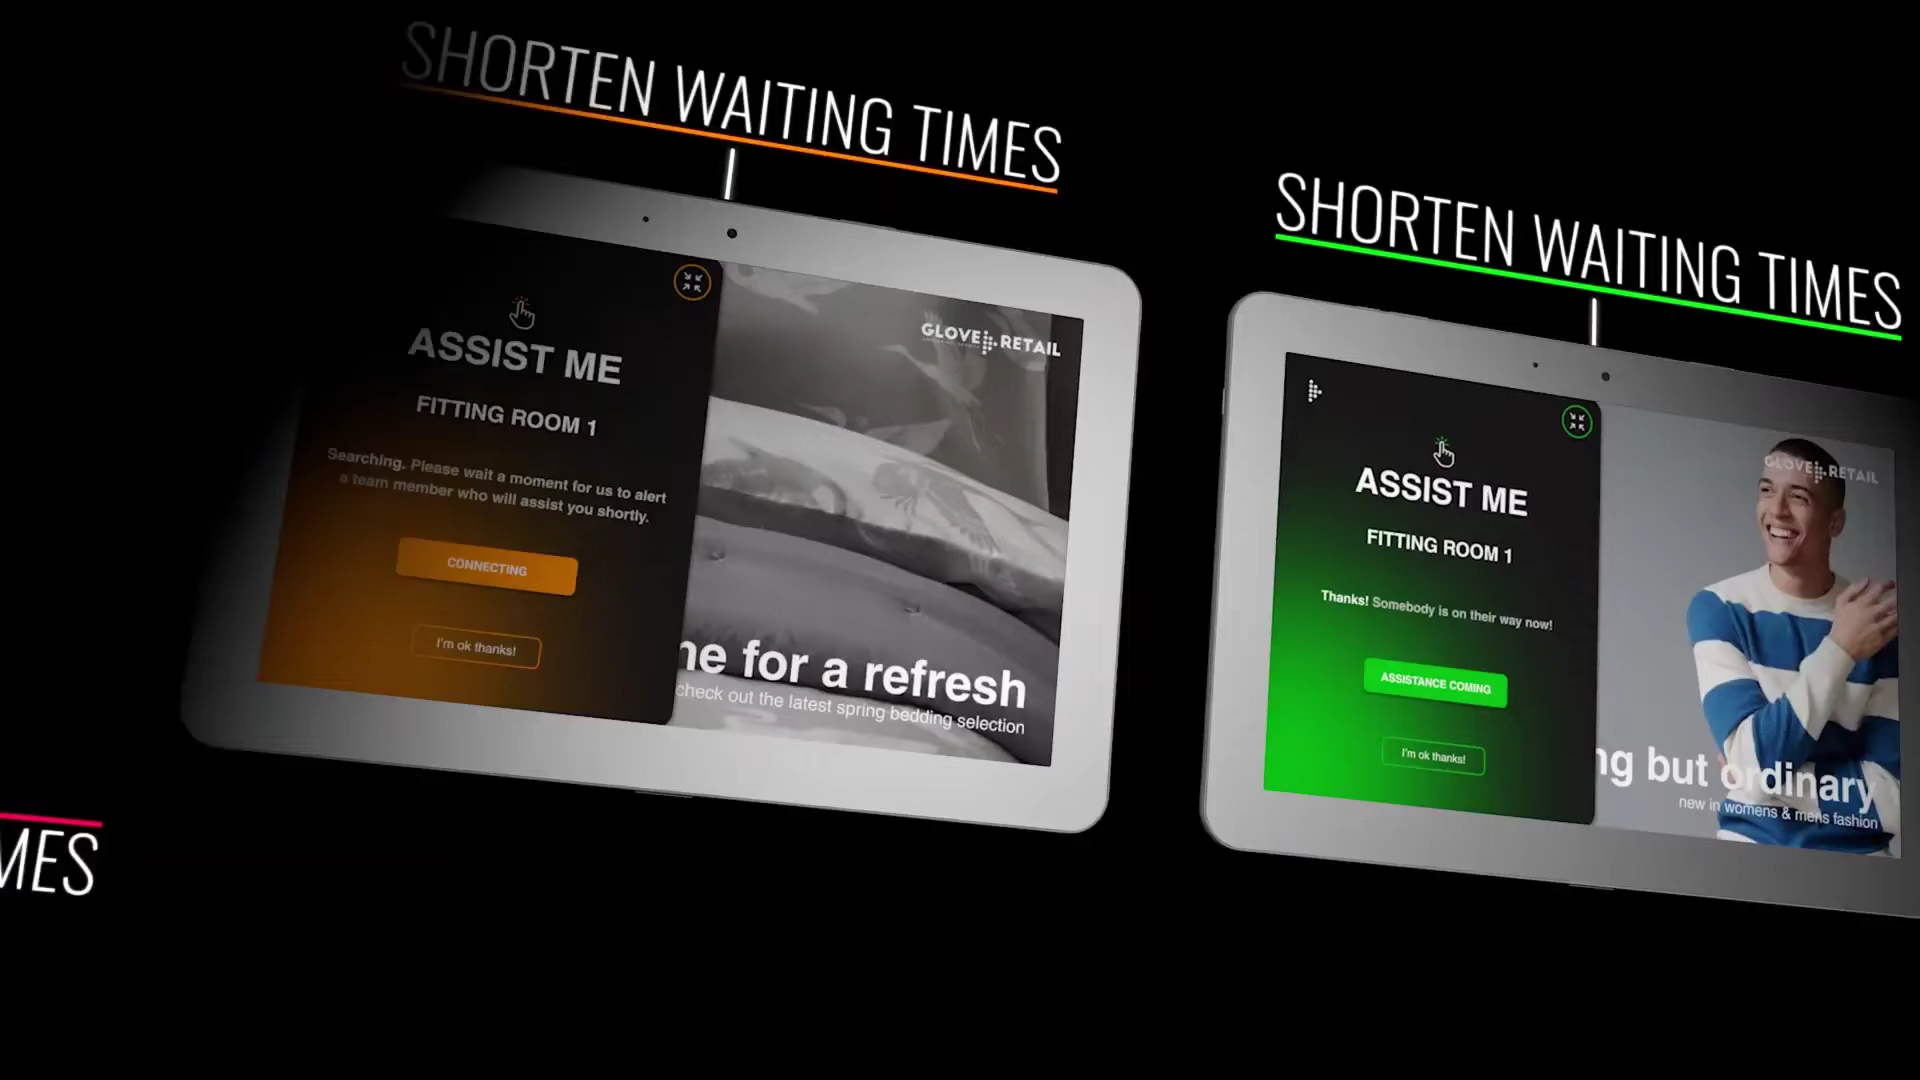 SHORTEN WAITING TIMES
ASSIST ME
FITTING ROOM 1
Searching. Please wait a moment for us to alert
a team member who will assist you shortly.
CONNECTING
I'm ok thanks!
GLOVE RETAIL
ne for a refresh
check out the latest spring bedding selection
SHORTEN WAITING TIMES
ASSIST ME
FITTING ROOM 1
Thanks! Somebody is on their way now!
ASSISTANCE COMING
I'm ok thanks!
GLOVE RETAIL
ng but ordinary
new in womens & mens fashion
MES